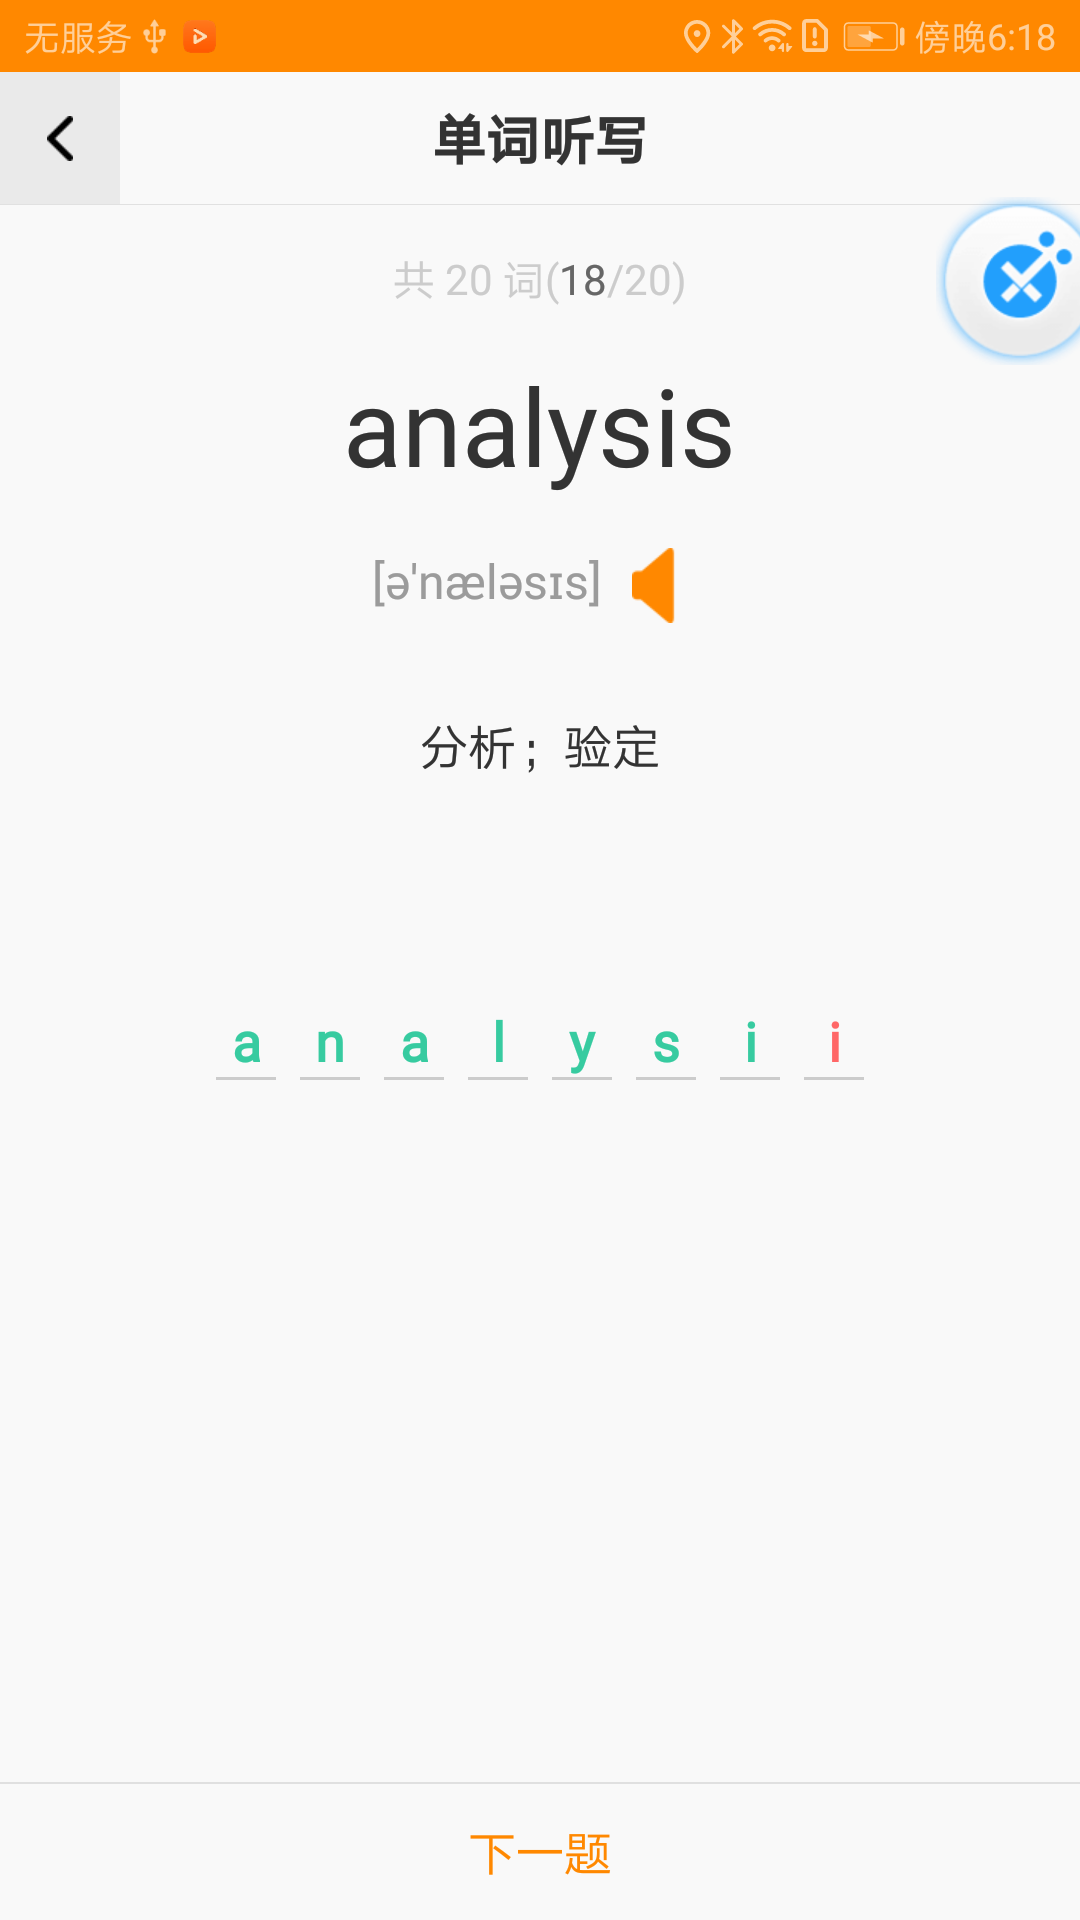 无服务 傍晚6:18
单词听写
共 20 词(18/20)
analysis
[ə'næləsɪs]
分析；验定
a n a l y s i i
下一题